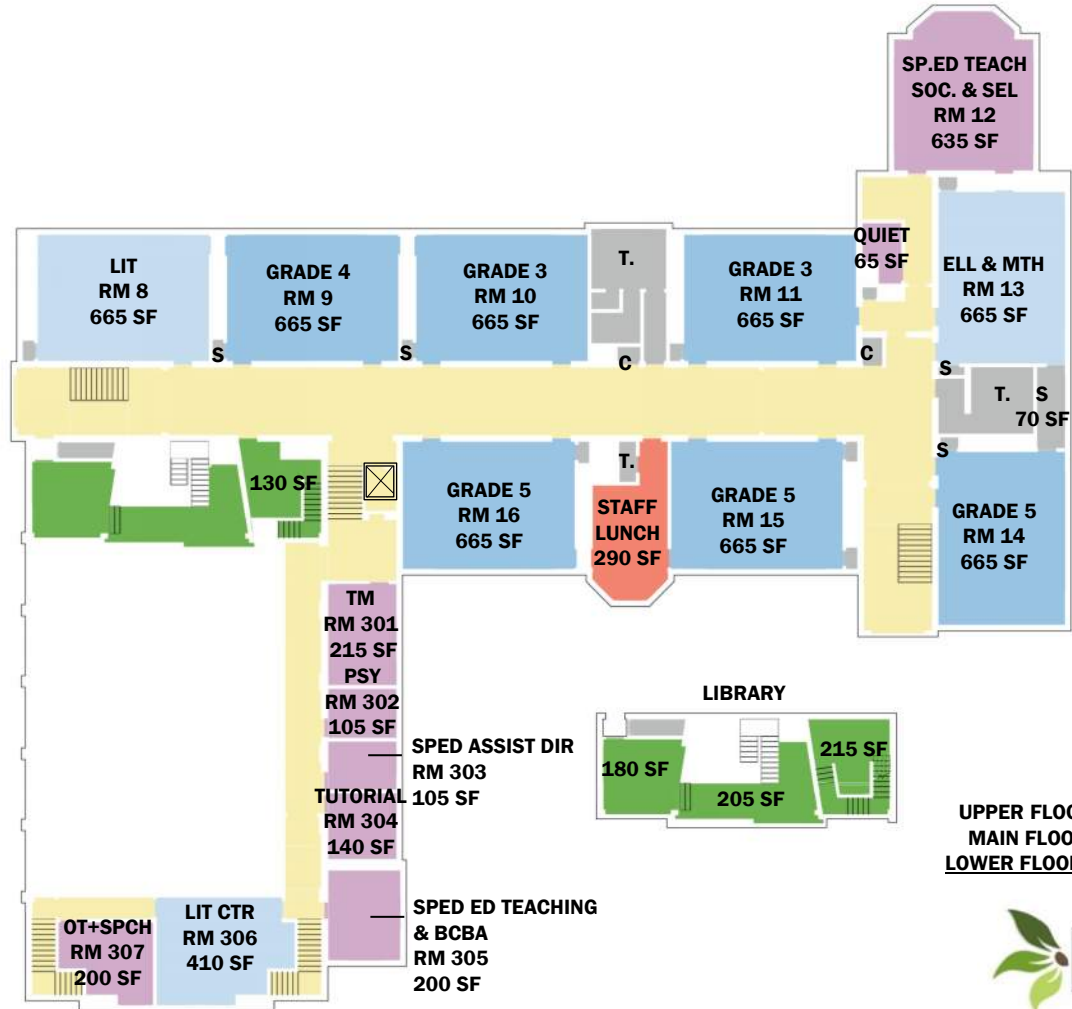 SP.ED TEACH
SOC. & SEL
RM 12
635 SF
QUIET
65 SF
LIT
RM 8
665 SF
GRADE 4
RM 9
665 SF
GRADE 3
RM 10
665 SF
T.
GRADE 3
RM 11
665 SF
ELL & MTH
RM 13
665 SF
S
S
C
C
S
T.
S
70 SF
S
130 SF
GRADE 5
RM 16
665 SF
T.
STAFF
LUNCH
290 SF
GRADE 5
RM 15
665 SF
GRADE 5
RM 14
665 SF
TM
RM 301
215 SF
PSY
RM 302
105 SF
SPED ASSIST DIR
RM 303
105 SF
TUTORIAL
RM 304
140 SF
LIBRARY
180 SF
205 SF
215 SF
MAIN
LOWER
UPPER
SPED ED TEACHING
& BCBA
RM 305
200 SF
LIT CTR
RM 306
410 SF
OT+SPCH
RM 307
200 SF